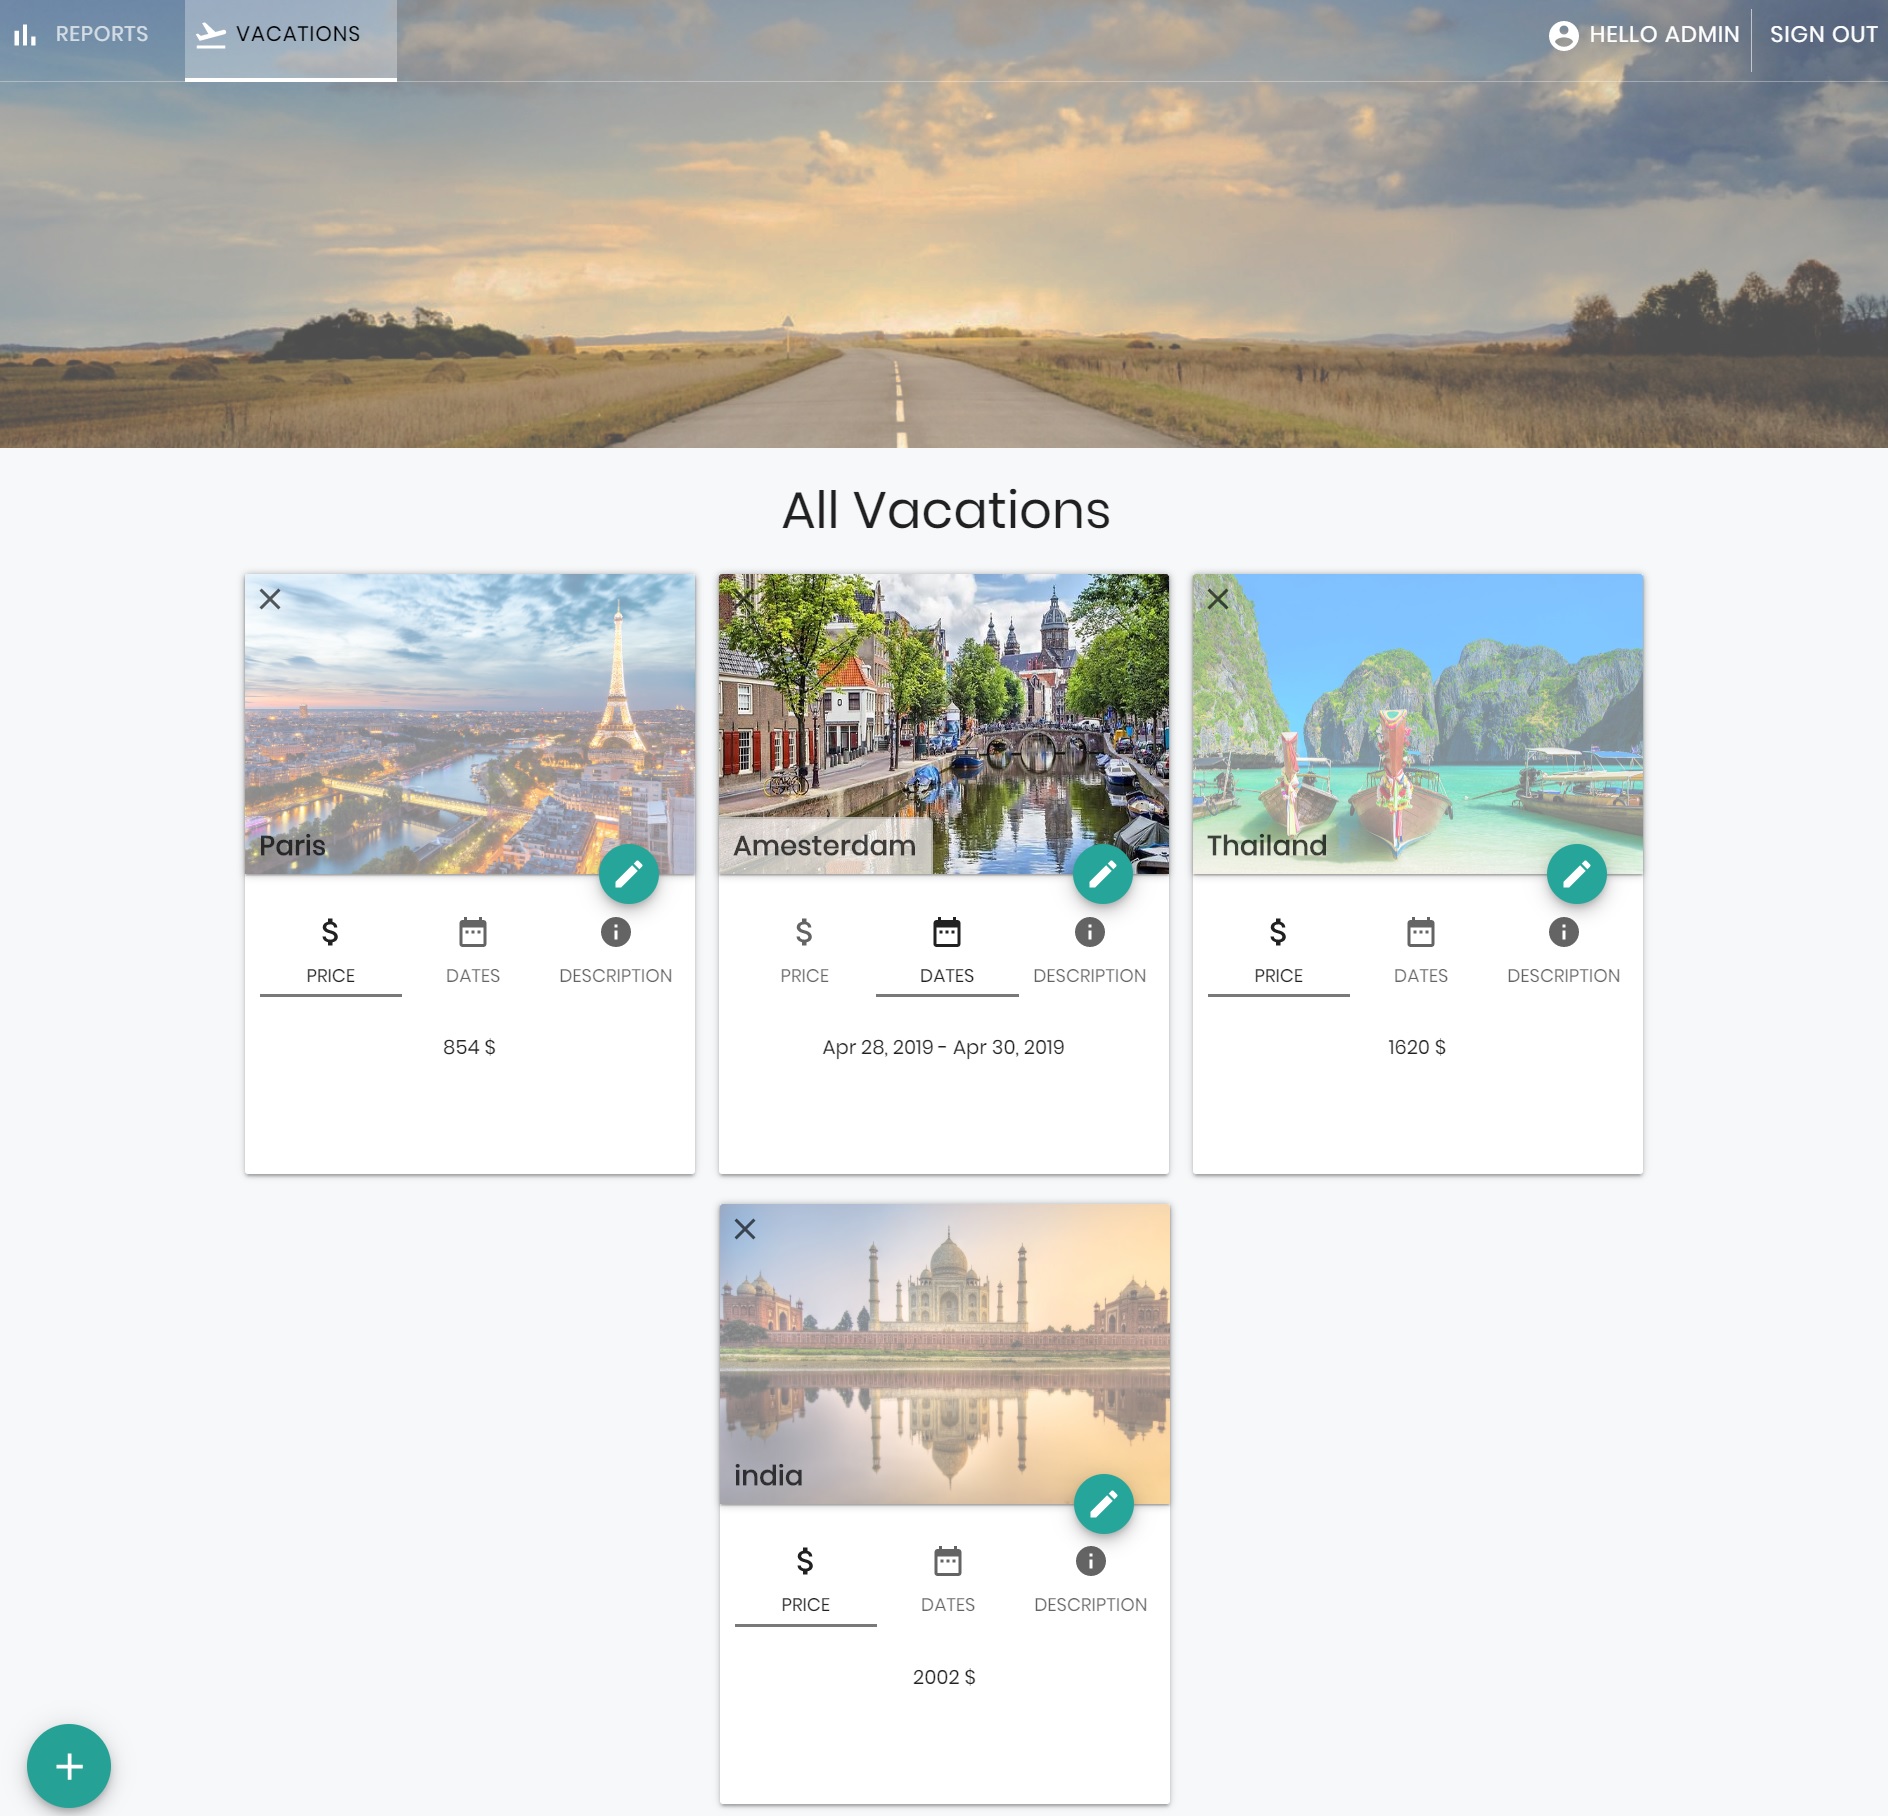 REPORTS
VACATIONS
HELLO ADMIN
SIGN OUT
All Vacations
Paris
PRICE
DATES
DESCRIPTION
854 $
Amesterdam
PRICE
DATES
DESCRIPTION
Apr 28, 2019 - Apr 30, 2019
Thailand
PRICE
DATES
DESCRIPTION
1620 $
india
PRICE
DATES
DESCRIPTION
2002 $